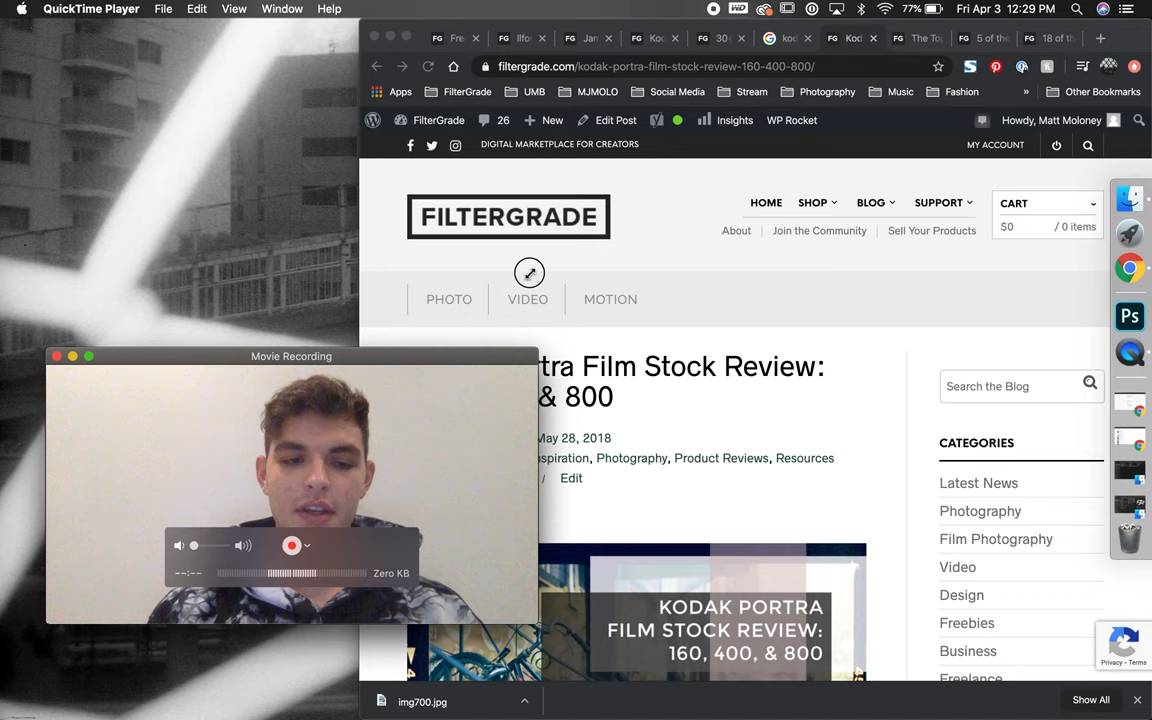 QuickTime Player File Edit View Window Help 77% Fri Apr 3 12:29 PM
FG Fre FG Ilfor FG Jan FG Koc FG 30+ kod FG Kod FG The To FG 5 of the FG 18 of th
filtergrade.com/kodak-portra-film-stock-review-160-400-800/
Apps FilterGrade UMB MJMOLO Social Media Stream Photography Music Fashion » Other Bookmarks
FilterGrade 26 New Edit Post Insights WP Rocket Howdy, Matt Moloney
DIGITAL MARKETPLACE FOR CREATORS MY ACCOUNT
FILTERGRADE
HOME SHOP BLOG SUPPORT
About Join the Community Sell Your Products
CART
$0 / 0 items
PHOTO VIDEO MOTION
Ps
Movie Recording
tra Film Stock Review:
& 800
May 28, 2018
nspiration, Photography, Product Reviews, Resources
/ Edit
Search the Blog
CATEGORIES
Latest News
Photography
Film Photography
Video
Design
Freebies
Business
Freelance
--:-- Zero KB
KODAK PORTRA
FILM STOCK REVIEW:
160, 400, & 800
Privacy - Terms
img700.jpg
Show All